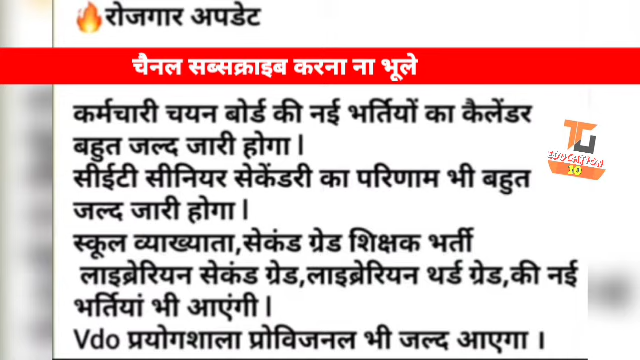 🔥रोजगार अपडेट
चैनल सब्सक्राइब करना ना भूले
कर्मचारी चयन बोर्ड की नई भर्तियों का कैलेंडर
बहुत जल्द जारी होगा।
सीईटी सीनियर सेकेंडरी का परिणाम भी बहुत
जल्द जारी होगा।
स्कूल व्याख्याता,सेकंड ग्रेड शिक्षक भर्ती
लाइब्रेरियन सेकंड ग्रेड,लाइब्रेरियन थर्ड ग्रेड,की नई
भर्तियां भी आएंगी।
Vdo प्रयोगशाला प्रोविजनल भी जल्द आएगा ।
EDUCATION